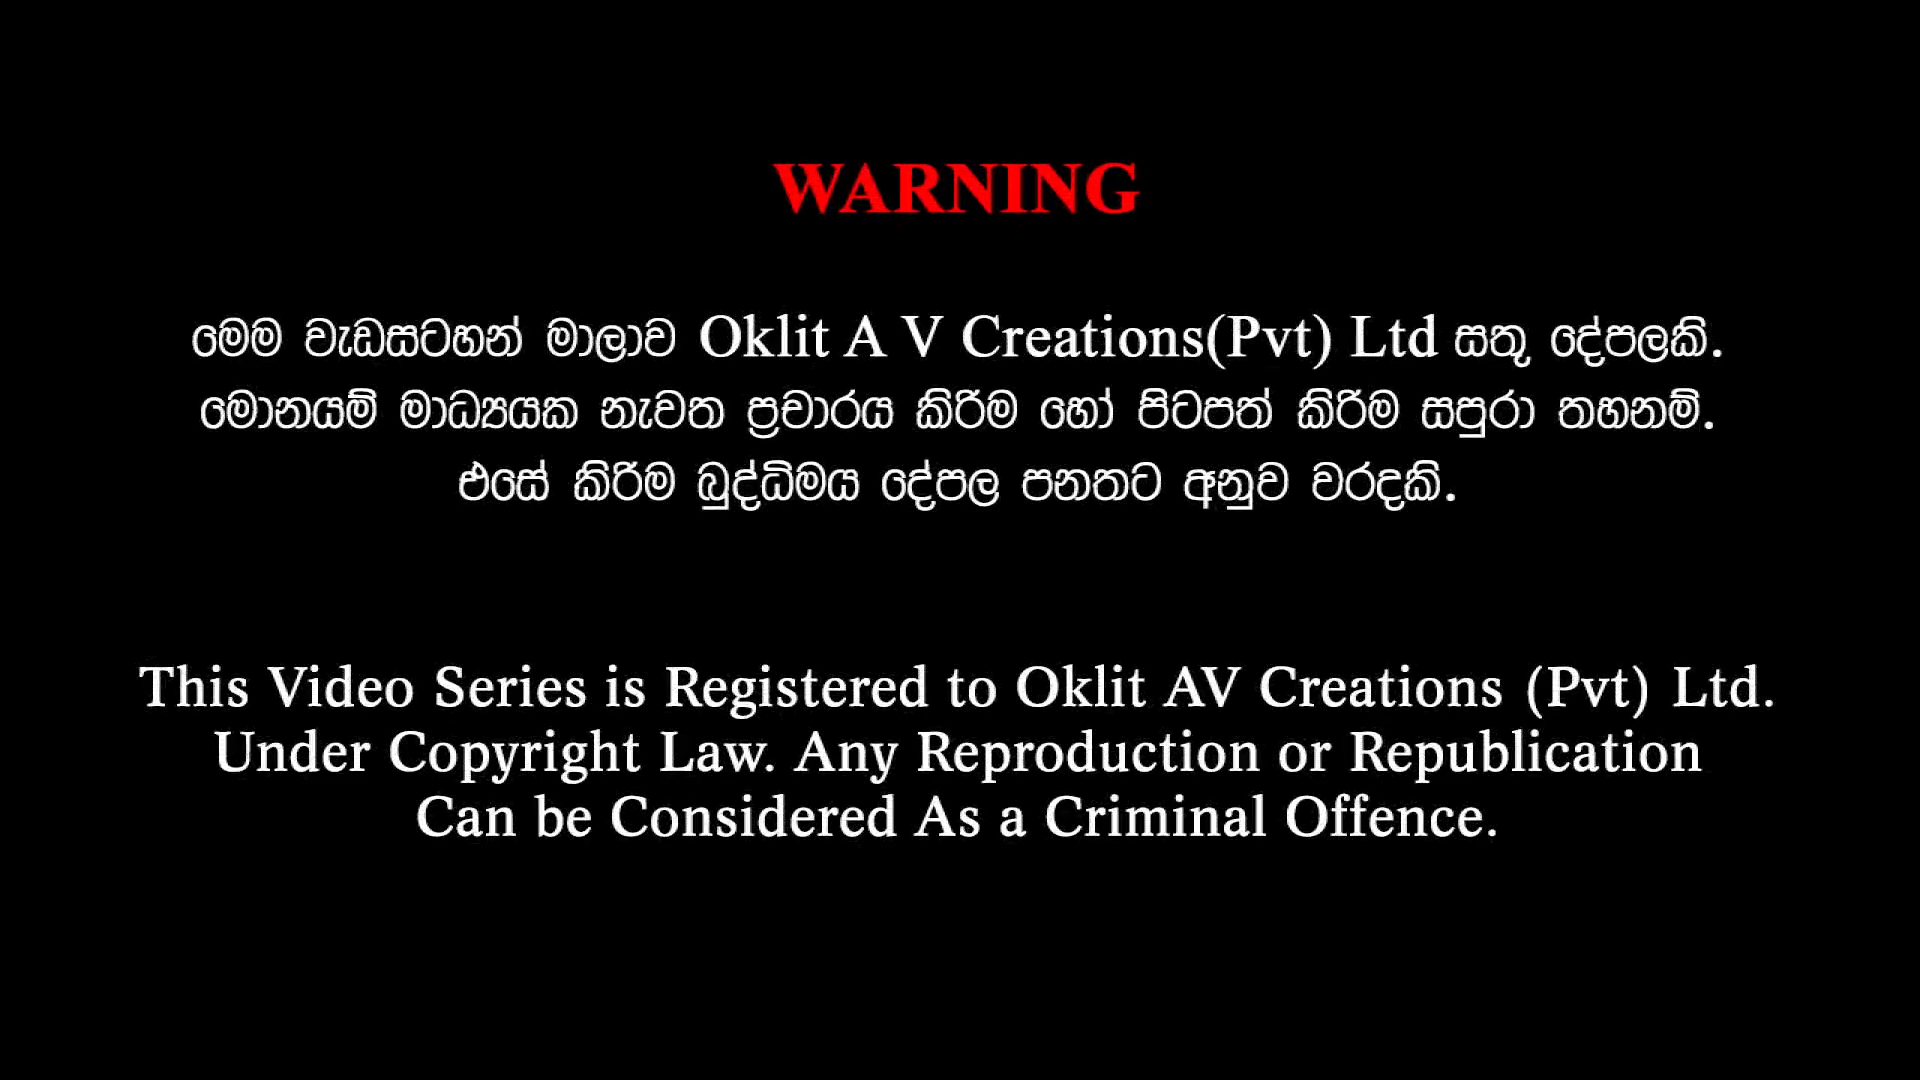 WARNING
මෙම වැඩසටහන් මාලාව Oklit A V Creations(Pvt) Ltd සතු දේපලකි.
මොනයම් මාධ්‍යයක නැවත ප්‍රචාරය කිරිම හෝ පිටපත් කිරිම සපුරා තහනම්.
එසේ කිරිම බුද්ධිමය දේපල පනතට අනුව වරදකි.
This Video Series is Registered to Oklit AV Creations (Pvt) Ltd.
Under Copyright Law. Any Reproduction or Republication
Can be Considered As a Criminal Offence.